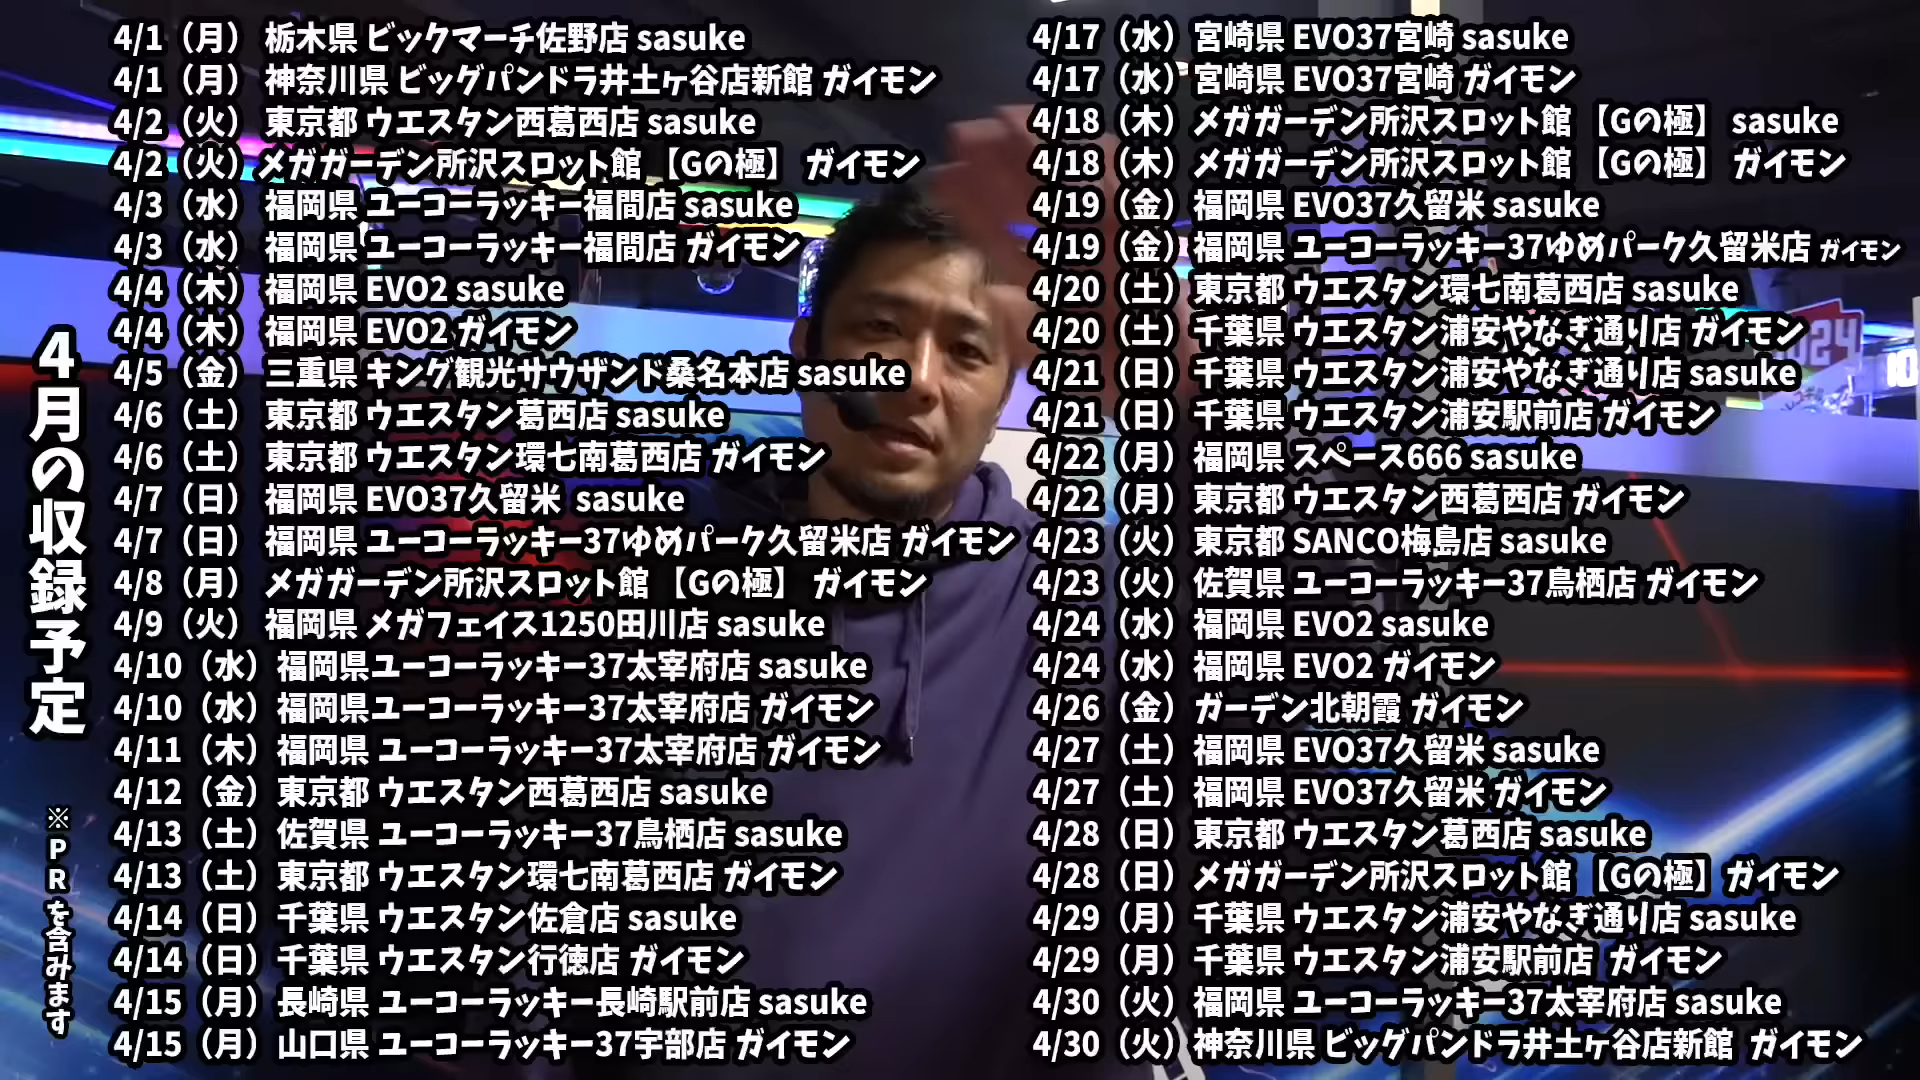 4月の収録予定
※PRを含みます
4/1（月） 栃木県 ビックマーチ佐野店 sasuke
4/1（月） 神奈川県 ビッグパンドラ井土ヶ谷店新館 ガイモン
4/2（火） 東京都 ウエスタン西葛西店 sasuke
4/2（火）メガガーデン所沢スロット館 【Gの極】 ガイモン
4/3（水） 福岡県 ユーコーラッキー福間店 sasuke
4/3（水） 福岡県 ユーコーラッキー福間店 ガイモン
4/4（木） 福岡県 EVO2 sasuke
4/4（木） 福岡県 EVO2 ガイモン
4/5（金） 三重県 キング観光サウザンド桑名本店 sasuke
4/6（土） 東京都 ウエスタン葛西店 sasuke
4/6（土） 東京都 ウエスタン環七南葛西店 ガイモン
4/7（日） 福岡県 EVO37久留米 sasuke
4/7（日） 福岡県 ユーコーラッキー37ゆめパーク久留米店 ガイモン
4/8（月） メガガーデン所沢スロット館 【Gの極】 ガイモン
4/9（火） 福岡県 メガフェイス1250田川店 sasuke
4/10（水）福岡県ユーコーラッキー37太宰府店 sasuke
4/10（水）福岡県ユーコーラッキー37太宰府店 ガイモン
4/11（木）福岡県 ユーコーラッキー37太宰府店 ガイモン
4/12（金）東京都 ウエスタン西葛西店 sasuke
4/13（土）佐賀県 ユーコーラッキー37鳥栖店 sasuke
4/13（土）東京都 ウエスタン環七南葛西店 ガイモン
4/14（日）千葉県 ウエスタン佐倉店 sasuke
4/14（日）千葉県 ウエスタン行徳店 ガイモン
4/15（月）長崎県 ユーコーラッキー長崎駅前店 sasuke
4/15（月）山口県 ユーコーラッキー37宇部店 ガイモン
4/17（水）宮崎県 EVO37宮崎 sasuke
4/17（水）宮崎県 EVO37宮崎 ガイモン
4/18（木）メガガーデン所沢スロット館 【Gの極】 sasuke
4/18（木）メガガーデン所沢スロット館 【Gの極】 ガイモン
4/19（金）福岡県 EVO37久留米 sasuke
4/19（金）福岡県 ユーコーラッキー37ゆめパーク久留米店 ガイモン
4/20（土）東京都 ウエスタン環七南葛西店 sasuke
4/20（土）千葉県 ウエスタン浦安やなぎ通り店 ガイモン
4/21（日）千葉県 ウエスタン浦安やなぎ通り店 sasuke
4/21（日）千葉県 ウエスタン浦安駅前店 ガイモン
4/22（月）福岡県 スペース666 sasuke
4/22（月）東京都 ウエスタン西葛西店 ガイモン
4/23（火）東京都 SANCO梅島店 sasuke
4/23（火）佐賀県 ユーコーラッキー37鳥栖店 ガイモン
4/24（水）福岡県 EVO2 sasuke
4/24（水）福岡県 EVO2 ガイモン
4/26（金）ガーデン北朝霞 ガイモン
4/27（土）福岡県 EVO37久留米 sasuke
4/27（土）福岡県 EVO37久留米 ガイモン
4/28（日）東京都 ウエスタン葛西店 sasuke
4/28（日）メガガーデン所沢スロット館 【Gの極】ガイモン
4/29（月）千葉県 ウエスタン浦安やなぎ通り店 sasuke
4/29（月）千葉県 ウエスタン浦安駅前店 ガイモン
4/30（火）福岡県 ユーコーラッキー37太宰府店 sasuke
4/30（火）神奈川県 ビッグパンドラ井土ヶ谷店新館 ガイモン